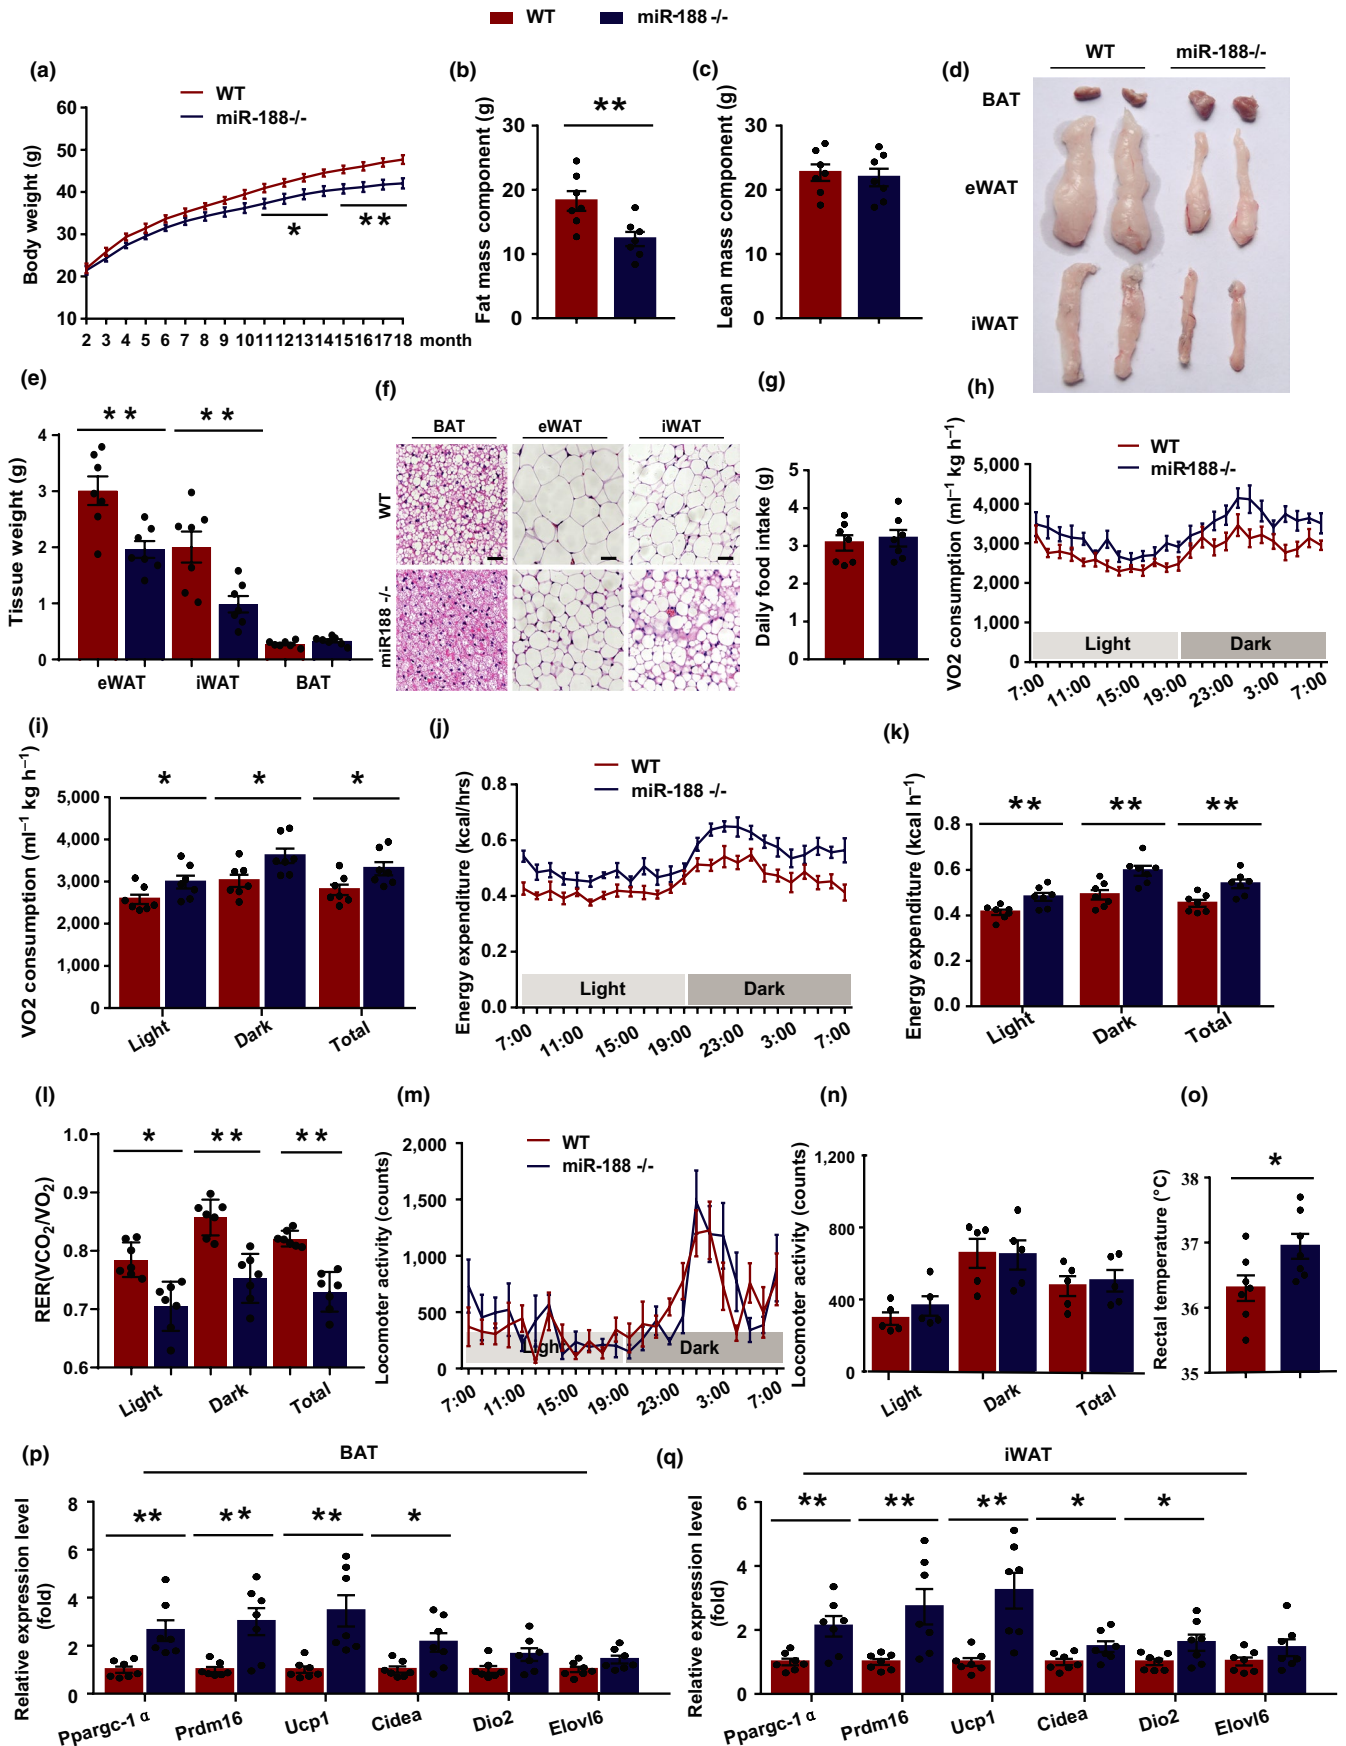 WT miR-188 -/-
(a)
WT
miR-188-/-
Body weight (g)
60
50
40
30
20
10
* **
2 3 4 5 6 7 8 9 10 11 12 13 14 15 16 17 18 month
(b)
Fat mass component (g)
**
30
20
10
0
(c)
Lean mass component (g)
30
20
10
0
(d)
WT miR-188-/-
BAT
eWAT
iWAT
(e)
Tissue weight (g)
** **
4
3
2
1
0
eWAT iWAT BAT
(f)
BAT eWAT iWAT
WT
miR188 -/-
(g)
Daily food intake (g)
5
4
3
2
1
0
(h)
WT
miR-188-/-
VO2 consumption (ml⁻¹ kg h⁻¹)
5,000
4,000
3,000
2,000
1,000
0
Light Dark
7:00 11:00 15:00 19:00 23:00 3:00 7:00
(i)
VO2 consumption (ml⁻¹ kg h⁻¹)
* * *
5,000
4,000
3,000
2,000
1,000
0
Light Dark Total
(j)
WT
miR-188 -/-
Energy expenditure (kcal/hrs)
0.8
0.6
0.4
0.2
0.0
Light Dark
7:00 11:00 15:00 19:00 23:00 3:00 7:00
(k)
Energy expenditure (kcal h⁻¹)
** ** **
0.8
0.6
0.4
0.2
0.0
Light Dark Total
(l)
RER(VCO₂/VO₂)
* ** **
1.0
0.9
0.8
0.7
0.6
Light Dark Total
(m)
WT
miR-188 -/-
Locomoter activity (counts)
2,000
1,500
1,000
500
0
Light Dark
7:00 11:00 15:00 19:00 23:00 3:00 7:00
(n)
Locomoter activity (counts)
1,200
800
400
0
Light Dark Total
(o)
Rectal temperature (°C)
*
38
37
36
35
(p)
BAT
Relative expression level
(fold)
** ** ** *
8
6
4
2
0
Ppargc-1α Prdm16 Ucp1 Cidea Dio2 Elovl6
(q)
iWAT
Relative expression level
(fold)
** ** ** * *
6
4
2
0
Ppargc-1α Prdm16 Ucp1 Cidea Dio2 Elovl6